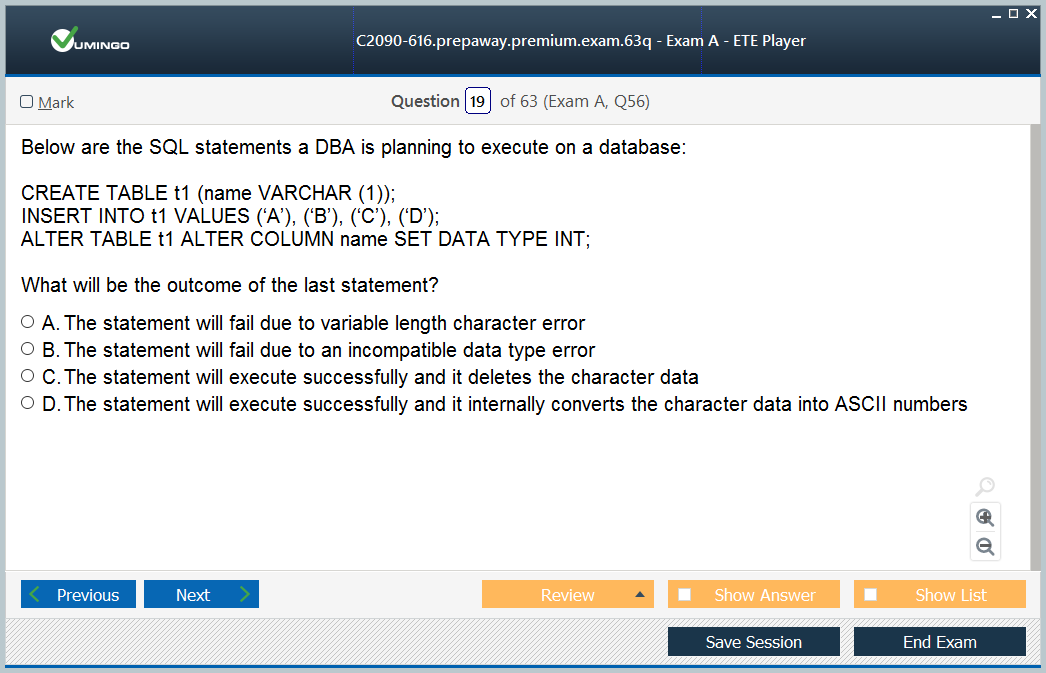 VUMINGO
C2090-616.prepaway.premium.exam.63q - Exam A - ETE Player
Mark
Question 19 of 63 (Exam A, Q56)
Below are the SQL statements a DBA is planning to execute on a database:
CREATE TABLE t1 (name VARCHAR (1));
INSERT INTO t1 VALUES (‘A’), (‘B’), (‘C’), (‘D’);
ALTER TABLE t1 ALTER COLUMN name SET DATA TYPE INT;
What will be the outcome of the last statement?
A. The statement will fail due to variable length character error
B. The statement will fail due to an incompatible data type error
C. The statement will execute successfully and it deletes the character data
D. The statement will execute successfully and it internally converts the character data into ASCII numbers
Previous
Next
Review
Show Answer
Show List
Save Session
End Exam